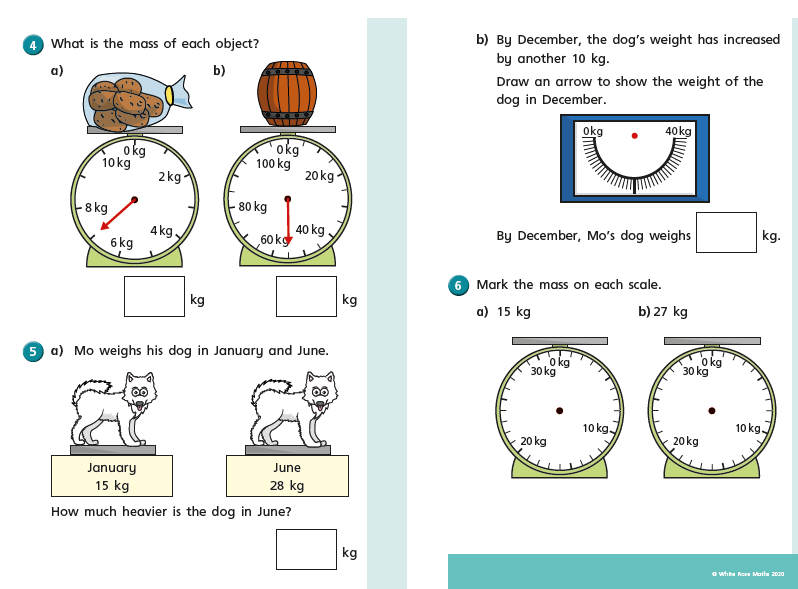 4 What is the mass of each object?
a) b)
0 kg
10 kg
2 kg
8 kg
4 kg
6 kg
0 kg
100 kg
20 kg
80 kg
40 kg
60 kg
kg kg
5 a) Mo weighs his dog in January and June.
January
15 kg
June
28 kg
How much heavier is the dog in June?
kg
b) By December, the dog's weight has increased
by another 10 kg.
Draw an arrow to show the weight of the
dog in December.
0kg 40kg
By December, Mo's dog weighs kg.
6 Mark the mass on each scale.
a) 15 kg b) 27 kg
0 kg
30 kg
10 kg
20 kg
0 kg
30 kg
10 kg
20 kg
© White Rose Maths 2020